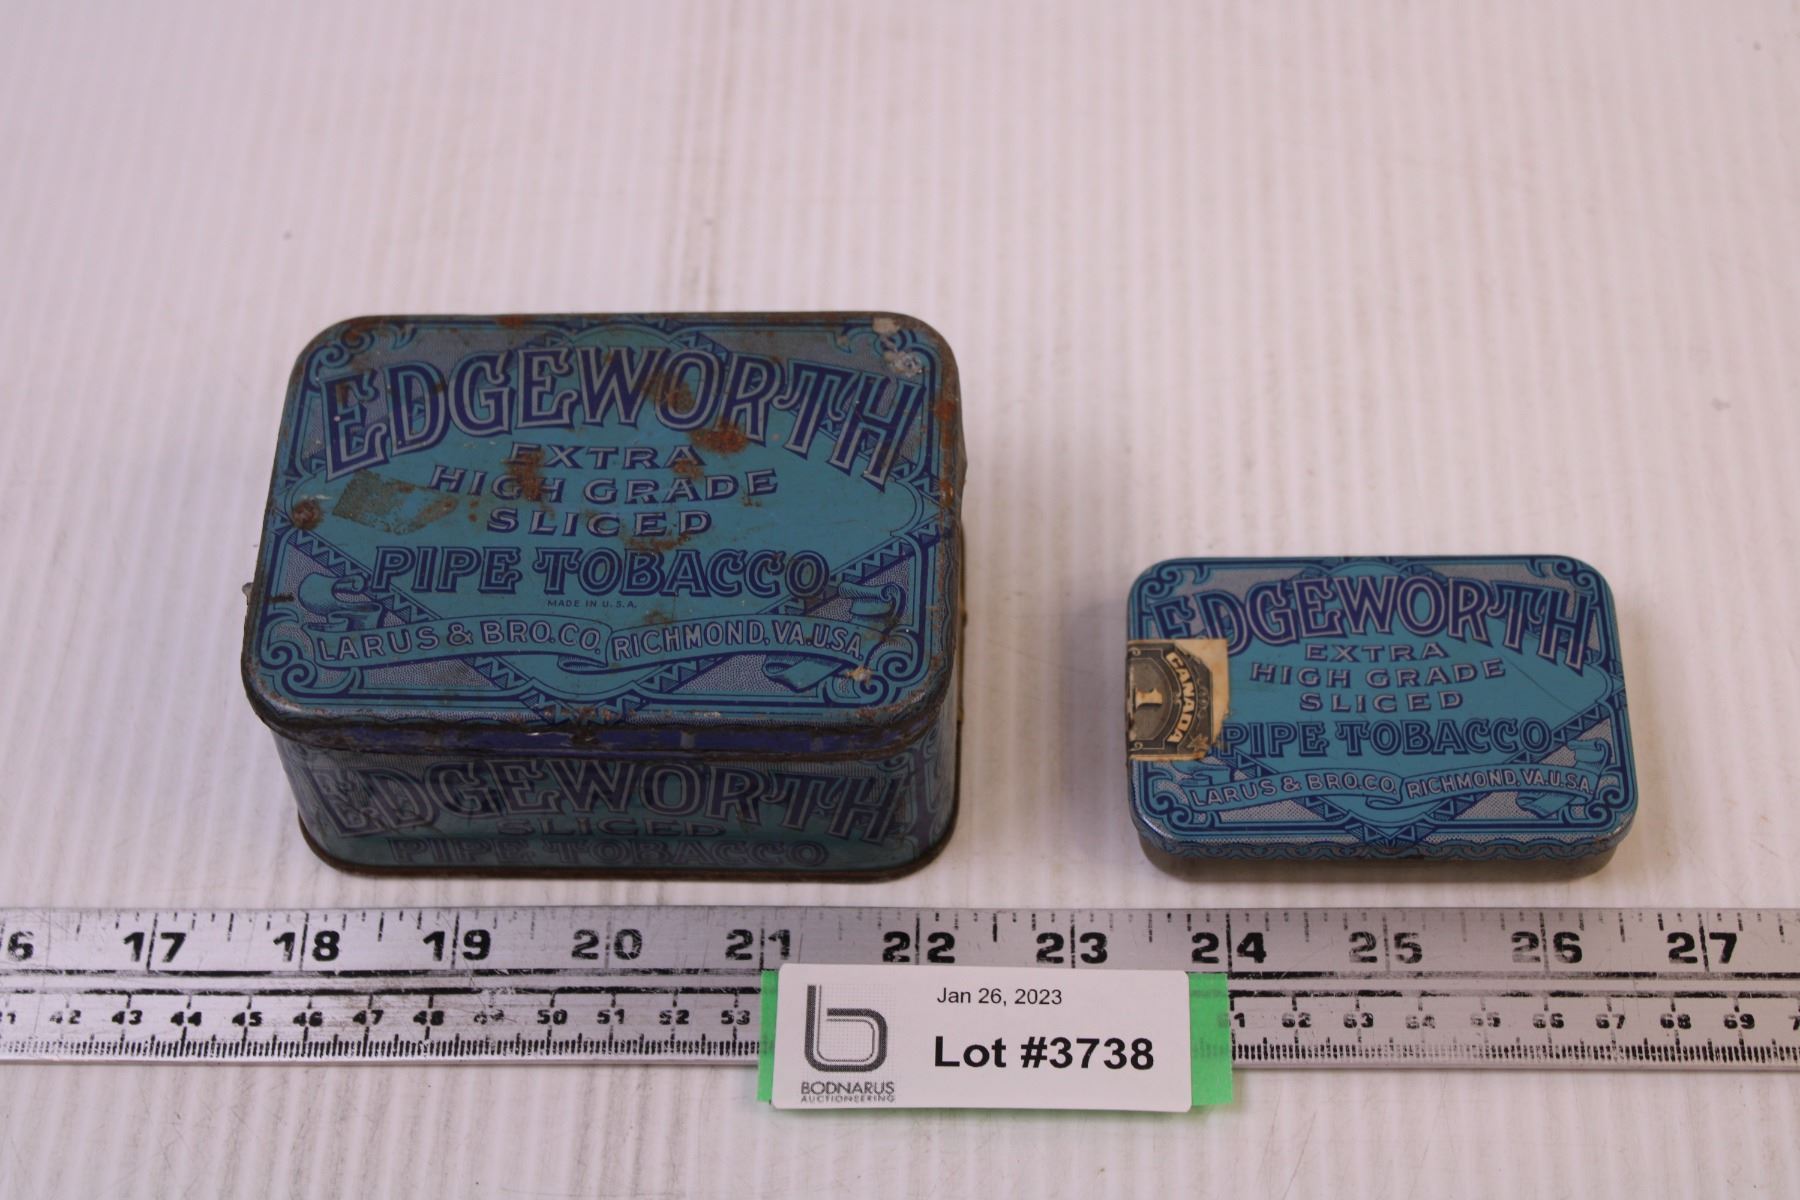 EDGEWORTH
EXTRA
HIGH GRADE
SLICED
PIPE TOBACCO
MADE IN U.S.A.
LARUS & BRO. CO. RICHMOND, VA. U.S.A.
EDGEWORTH
SLICED
PIPE TOBACCO
EDGEWORTH
EXTRA
HIGH GRADE
SLICED
PIPE TOBACCO
LARUS & BRO. CO. RICHMOND, VA. U.S.A.
CANADA
1
6 17 18 19 20 21 22 23 24 25 26 27
42 43 44 45 46 47 48 49 50 51 52 53 61 62 63 64 65 66 67 68 69
Jan 26, 2023
Lot #3738
b
BODNARUS
AUCTIONEERING